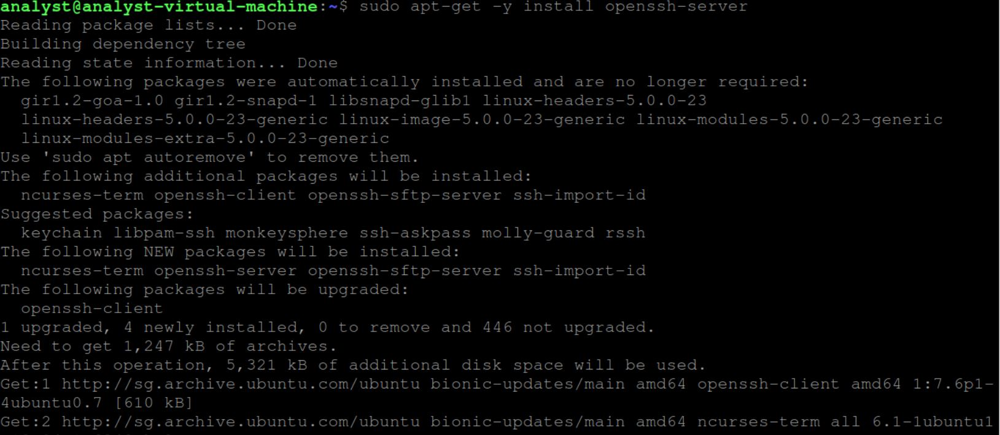 analyst@analyst-virtual-machine:~$ sudo apt-get -y install openssh-server
Reading package lists... Done
Building dependency tree
Reading state information... Done
The following packages were automatically installed and are no longer required:
  gir1.2-goa-1.0 gir1.2-snapd-1 libsnapd-glib1 linux-headers-5.0.0-23
  linux-headers-5.0.0-23-generic linux-image-5.0.0-23-generic linux-modules-5.0.0-23-generic
  linux-modules-extra-5.0.0-23-generic
Use 'sudo apt autoremove' to remove them.
The following additional packages will be installed:
  ncurses-term openssh-client openssh-sftp-server ssh-import-id
Suggested packages:
  keychain libpam-ssh monkeysphere ssh-askpass molly-guard rssh
The following NEW packages will be installed:
  ncurses-term openssh-server openssh-sftp-server ssh-import-id
The following packages will be upgraded:
  openssh-client
1 upgraded, 4 newly installed, 0 to remove and 446 not upgraded.
Need to get 1,247 kB of archives.
After this operation, 5,321 kB of additional disk space will be used.
Get:1 http://sg.archive.ubuntu.com/ubuntu bionic-updates/main amd64 openssh-client amd64 1:7.6p1-
4ubuntu0.7 [610 kB]
Get:2 http://sg.archive.ubuntu.com/ubuntu bionic-updates/main amd64 ncurses-term all 6.1-1ubuntu1